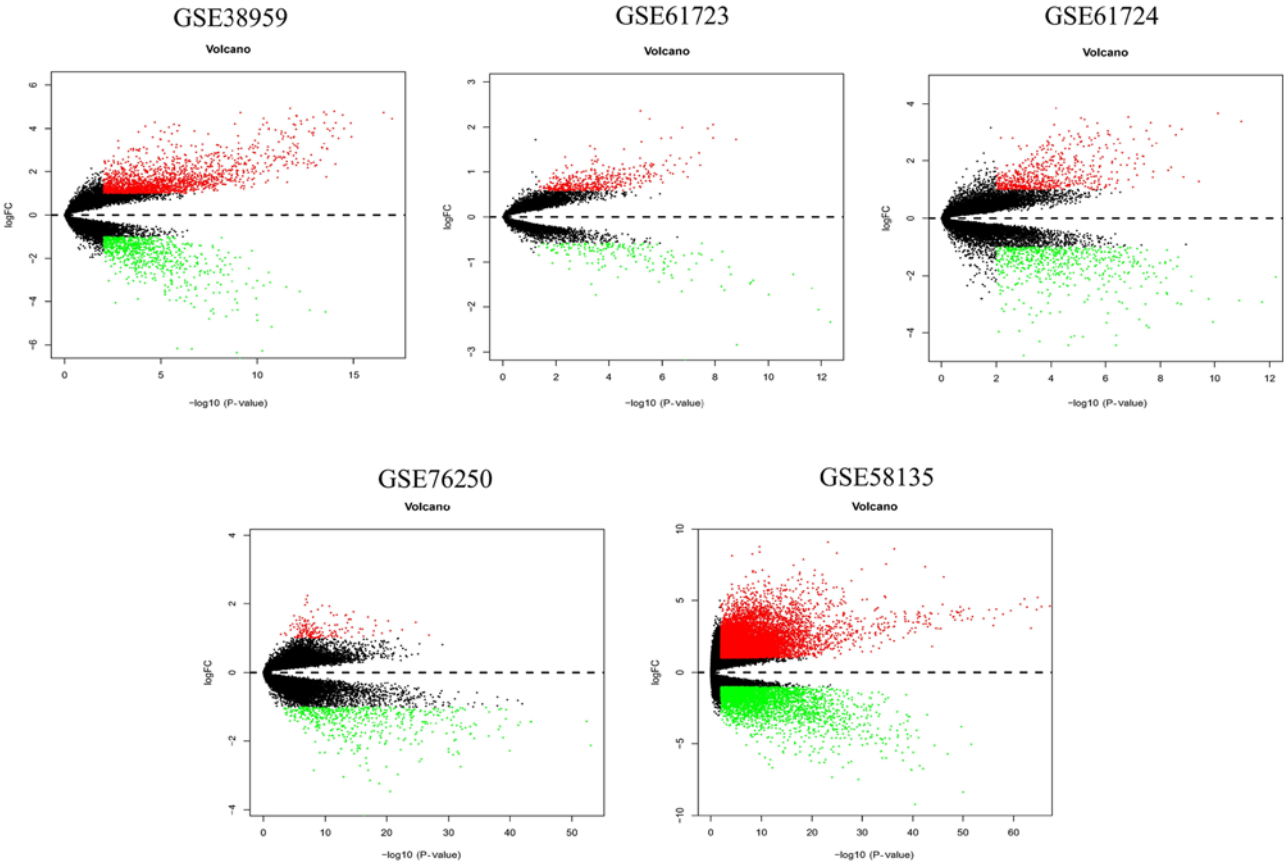 GSE38959
Volcano
logFC
6
4
2
0
−2
−4
−6
0 5 10 15
−log10 (P-value)
GSE61723
Volcano
logFC
3
2
1
0
−1
−2
−3
0 2 4 6 8 10 12
−log10 (P-value)
GSE61724
Volcano
logFC
4
2
0
−2
−4
0 2 4 6 8 10 12
−log10 (P-value)
GSE76250
Volcano
logFC
4
2
0
−2
−4
0 10 20 30 40 50
−log10 (P-value)
GSE58135
Volcano
logFC
10
5
0
−5
−10
0 10 20 30 40 50 60
−log10 (P-value)